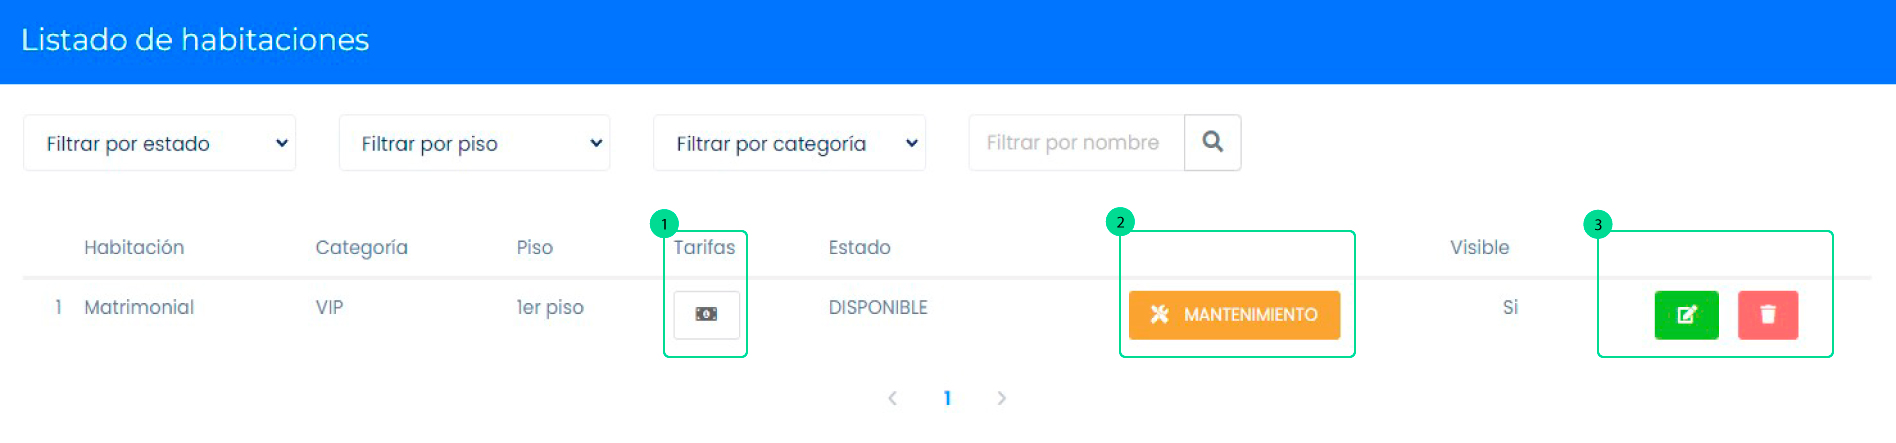 Listado de habitaciones
Filtrar por estado Filtrar por piso Filtrar por categoría Filtrar por nombre
1 2 3
Habitación Categoría Piso Tarifas Estado Visible
1 Matrimonial VIP 1er piso DISPONIBLE MANTENIMIENTO Si
1